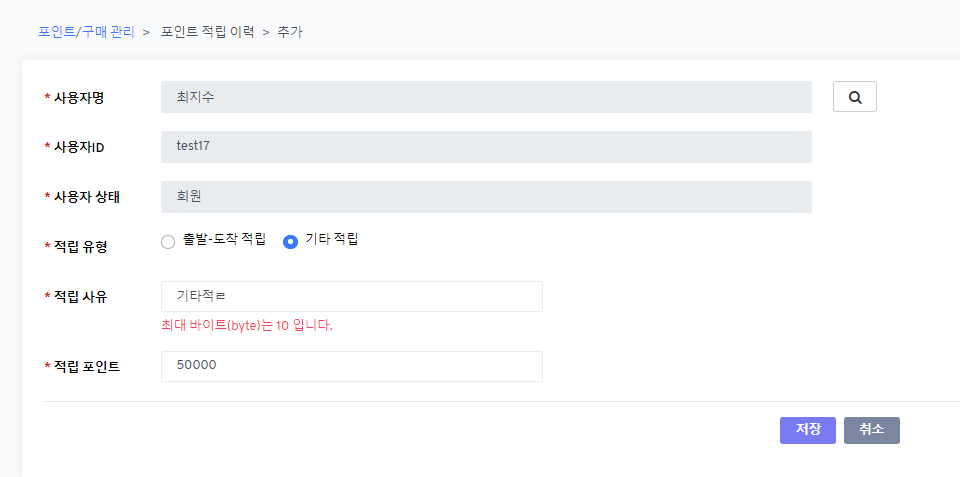 포인트/구매 관리 > 포인트 적립 이력 > 추가
* 사용자명 최지수
* 사용자ID test17
* 사용자 상태 회원
* 적립 유형 출발-도착 적립 기타 적립
* 적립 사유 기타적ㄹ
최대 바이트(byte)는 10 입니다.
* 적립 포인트 50000
저장 취소